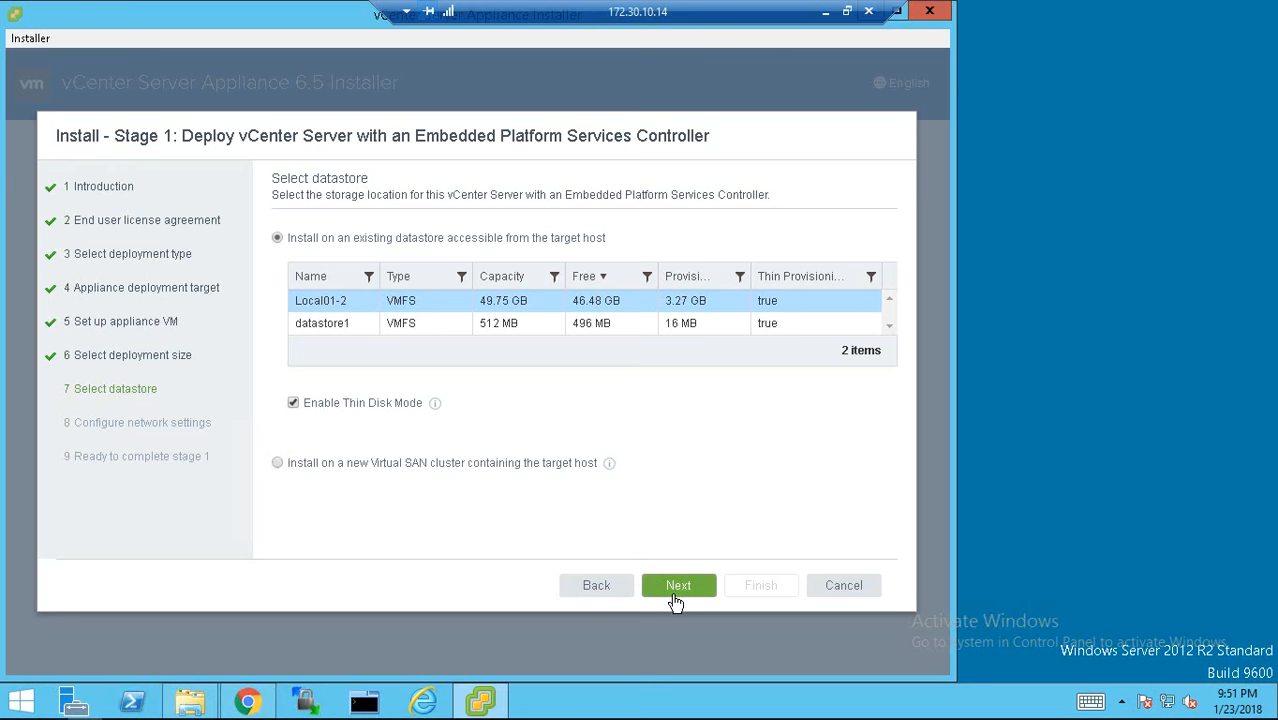 vCenter Server Appliance Installer
172.30.10.14
Installer
vm vCenter Server Appliance 6.5 Installer
English
Install - Stage 1: Deploy vCenter Server with an Embedded Platform Services Controller
1 Introduction
2 End user license agreement
3 Select deployment type
4 Appliance deployment target
5 Set up appliance VM
6 Select deployment size
7 Select datastore
8 Configure network settings
9 Ready to complete stage 1
Select datastore
Select the storage location for this vCenter Server with an Embedded Platform Services Controller.
Install on an existing datastore accessible from the target host
Name Type Capacity Free Provisi... Thin Provisioni...
Local01-2 VMFS 49.75 GB 46.48 GB 3.27 GB true
datastore1 VMFS 512 MB 496 MB 16 MB true
2 items
Enable Thin Disk Mode
Install on a new Virtual SAN cluster containing the target host
Back Next Finish Cancel
Activate Windows
Go to System in Control Panel to activate Windows.
Windows Server 2012 R2 Standard
Build 9600
9:51 PM
1/23/2018